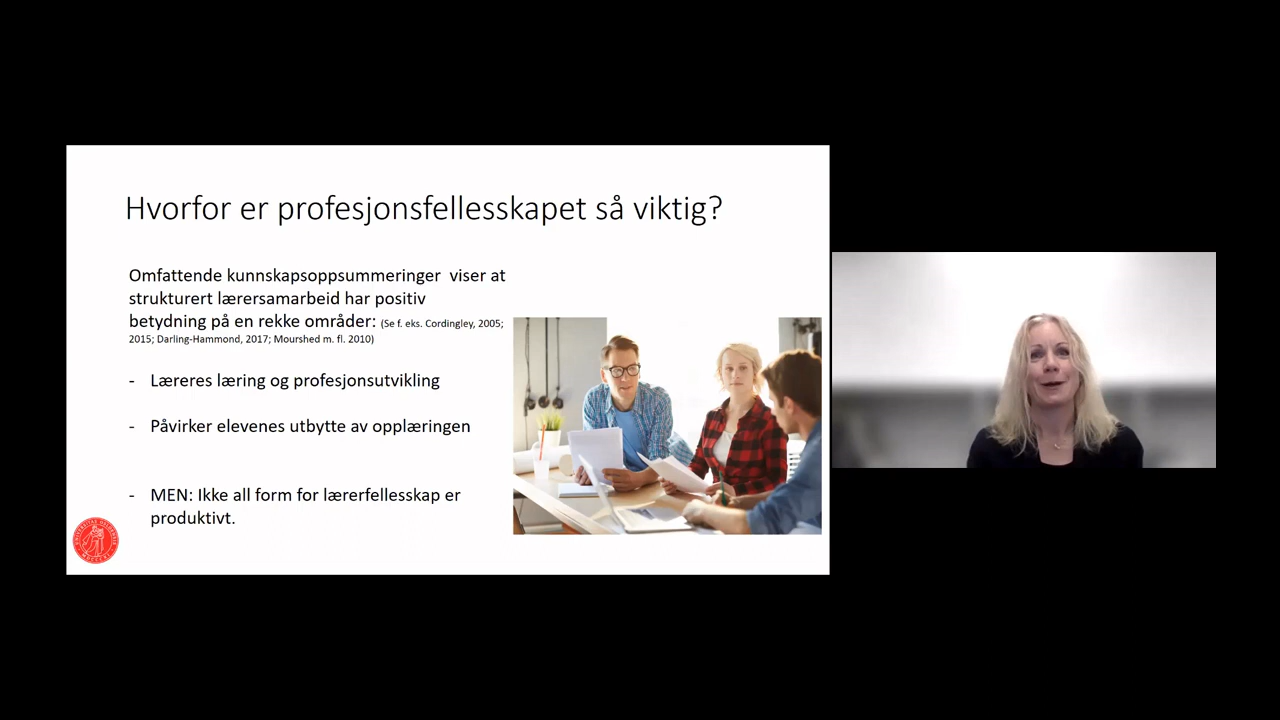 Hvorfor er profesjonsfellesskapet så viktig?
Omfattende kunnskapsoppsummeringer viser at
strukturert lærersamarbeid har positiv
betydning på en rekke områder: (Se f. eks. Cordingley, 2005;
2015; Darling-Hammond, 2017; Mourshed m. fl. 2010)
- Læreres læring og profesjonsutvikling
- Påvirker elevenes utbytte av opplæringen
- MEN: Ikke all form for lærerfellesskap er
produktivt.